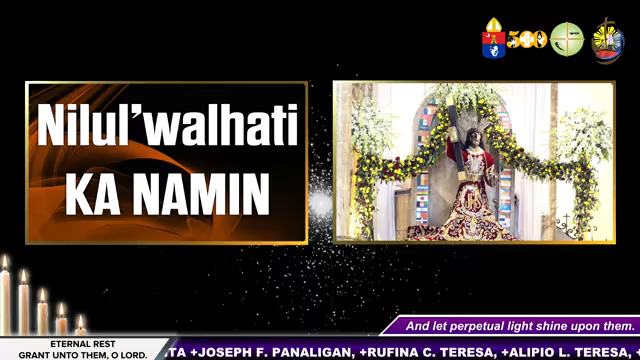 500
Nilul'walhati
KA NAMIN
And let perpetual light shine upon them.
ETERNAL REST
GRANT UNTO THEM, O LORD.
TA +JOSEPH F. PANALIGAN, +RUFINA C. TERESA, +ALIPIO L. TERESA,